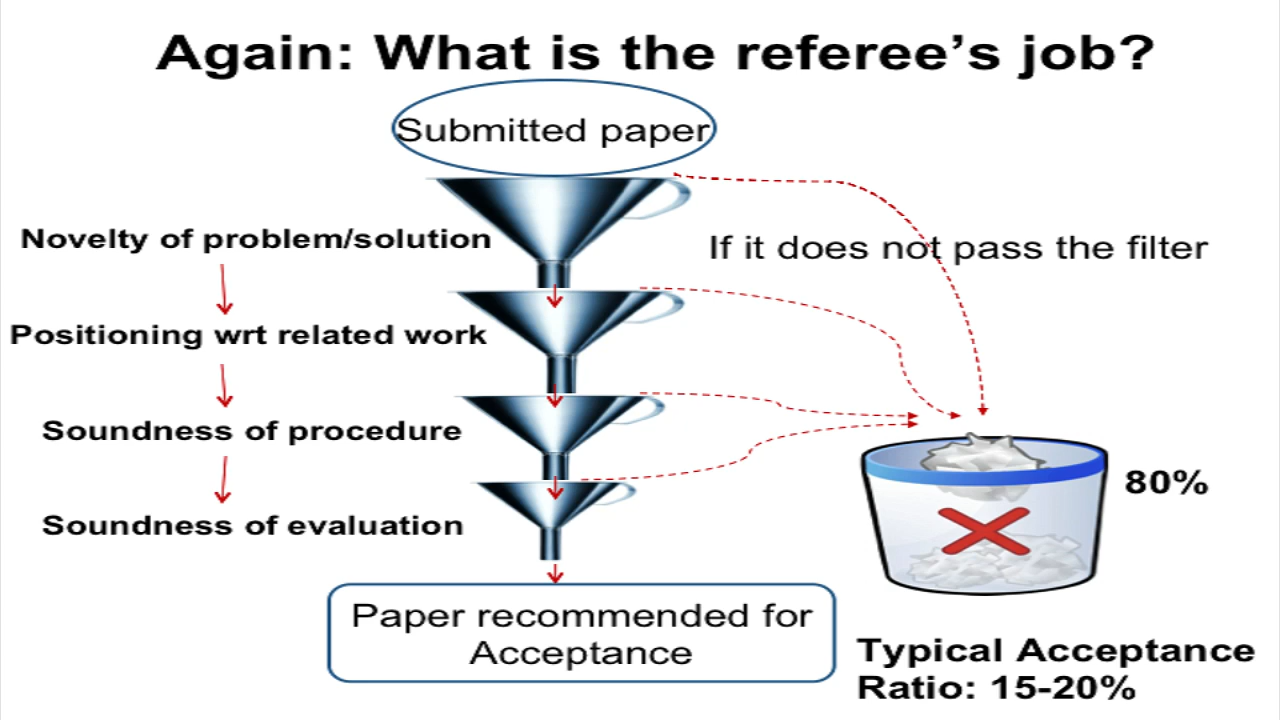 Again: What is the referee’s job?
Submitted paper
Novelty of problem/solution
If it does not pass the filter
Positioning wrt related work
Soundness of procedure
80%
Soundness of evaluation
Paper recommended for
Acceptance
Typical Acceptance
Ratio: 15-20%